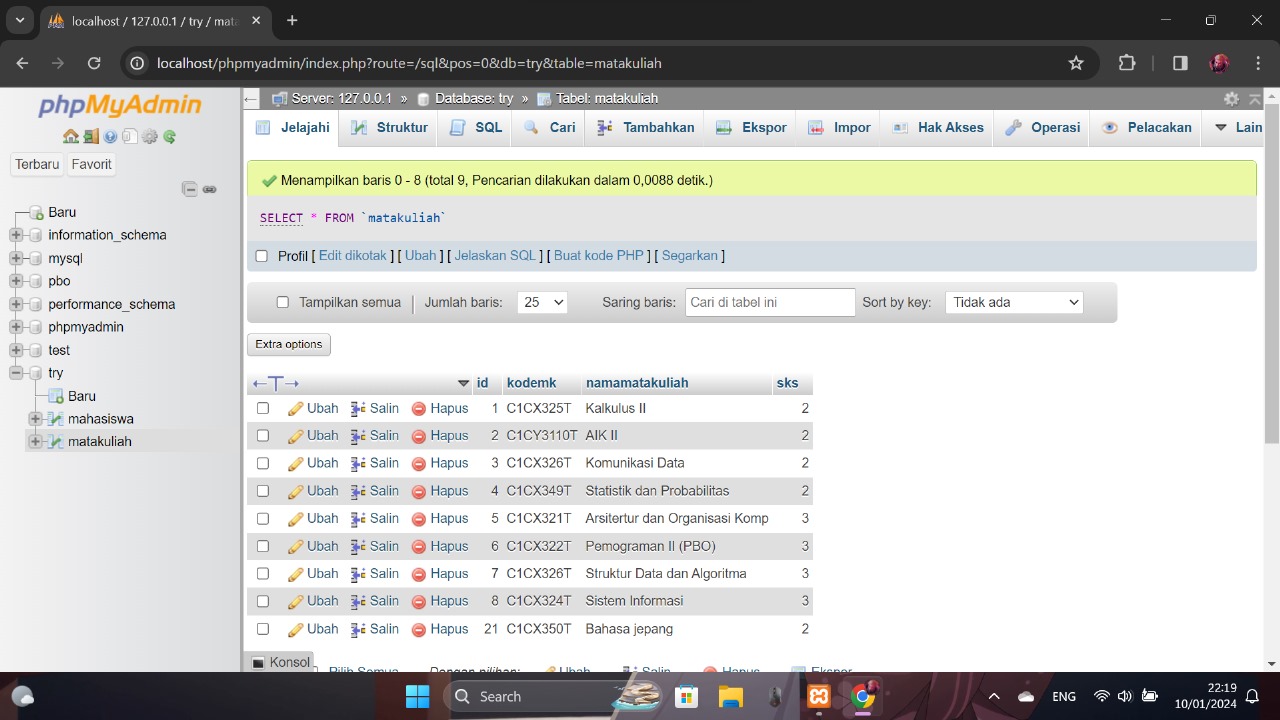 localhost / 127.0.0.1 / try / mata
localhost/phpmyadmin/index.php?route=/sql&pos=0&db=try&table=matakuliah
phpMyAdmin
Terbaru Favorit
Baru
information_schema
mysql
pbo
performance_schema
phpmyadmin
test
try
Baru
mahasiswa
matakuliah
Server: 127.0.0.1 » Database: try » Tabel: matakuliah
Jelajahi Struktur SQL Cari Tambahkan Ekspor Impor Hak Akses Operasi Pelacakan Lain
Menampilkan baris 0 - 8 (total 9, Pencarian dilakukan dalam 0,0088 detik.)
SELECT * FROM `matakuliah`
Profil [ Edit dikotak ] [ Ubah ] [ Jelaskan SQL ] [ Buat kode PHP ] [ Segarkan ]
Tampilkan semua Jumlah baris: 25 Saring baris: Cari di tabel ini Sort by key: Tidak ada
Extra options
←T→ id kodemk namamatakuliah sks
Ubah Salin Hapus 1 C1CX325T Kalkulus II 2
Ubah Salin Hapus 2 C1CY3110T AIK II 2
Ubah Salin Hapus 3 C1CX326T Komunikasi Data 2
Ubah Salin Hapus 4 C1CX349T Statistik dan Probabilitas 2
Ubah Salin Hapus 5 C1CX321T Arsitertur dan Organisasi Komp 3
Ubah Salin Hapus 6 C1CX322T Pemograman II (PBO) 3
Ubah Salin Hapus 7 C1CX326T Struktur Data dan Algoritma 3
Ubah Salin Hapus 8 C1CX324T Sistem Informasi 3
Ubah Salin Hapus 21 C1CX350T Bahasa jepang 2
Konsol Pilih Semua Dengan pilihan: Ubah Salin Hapus Ekspor
Search
ENG
22:19
10/01/2024